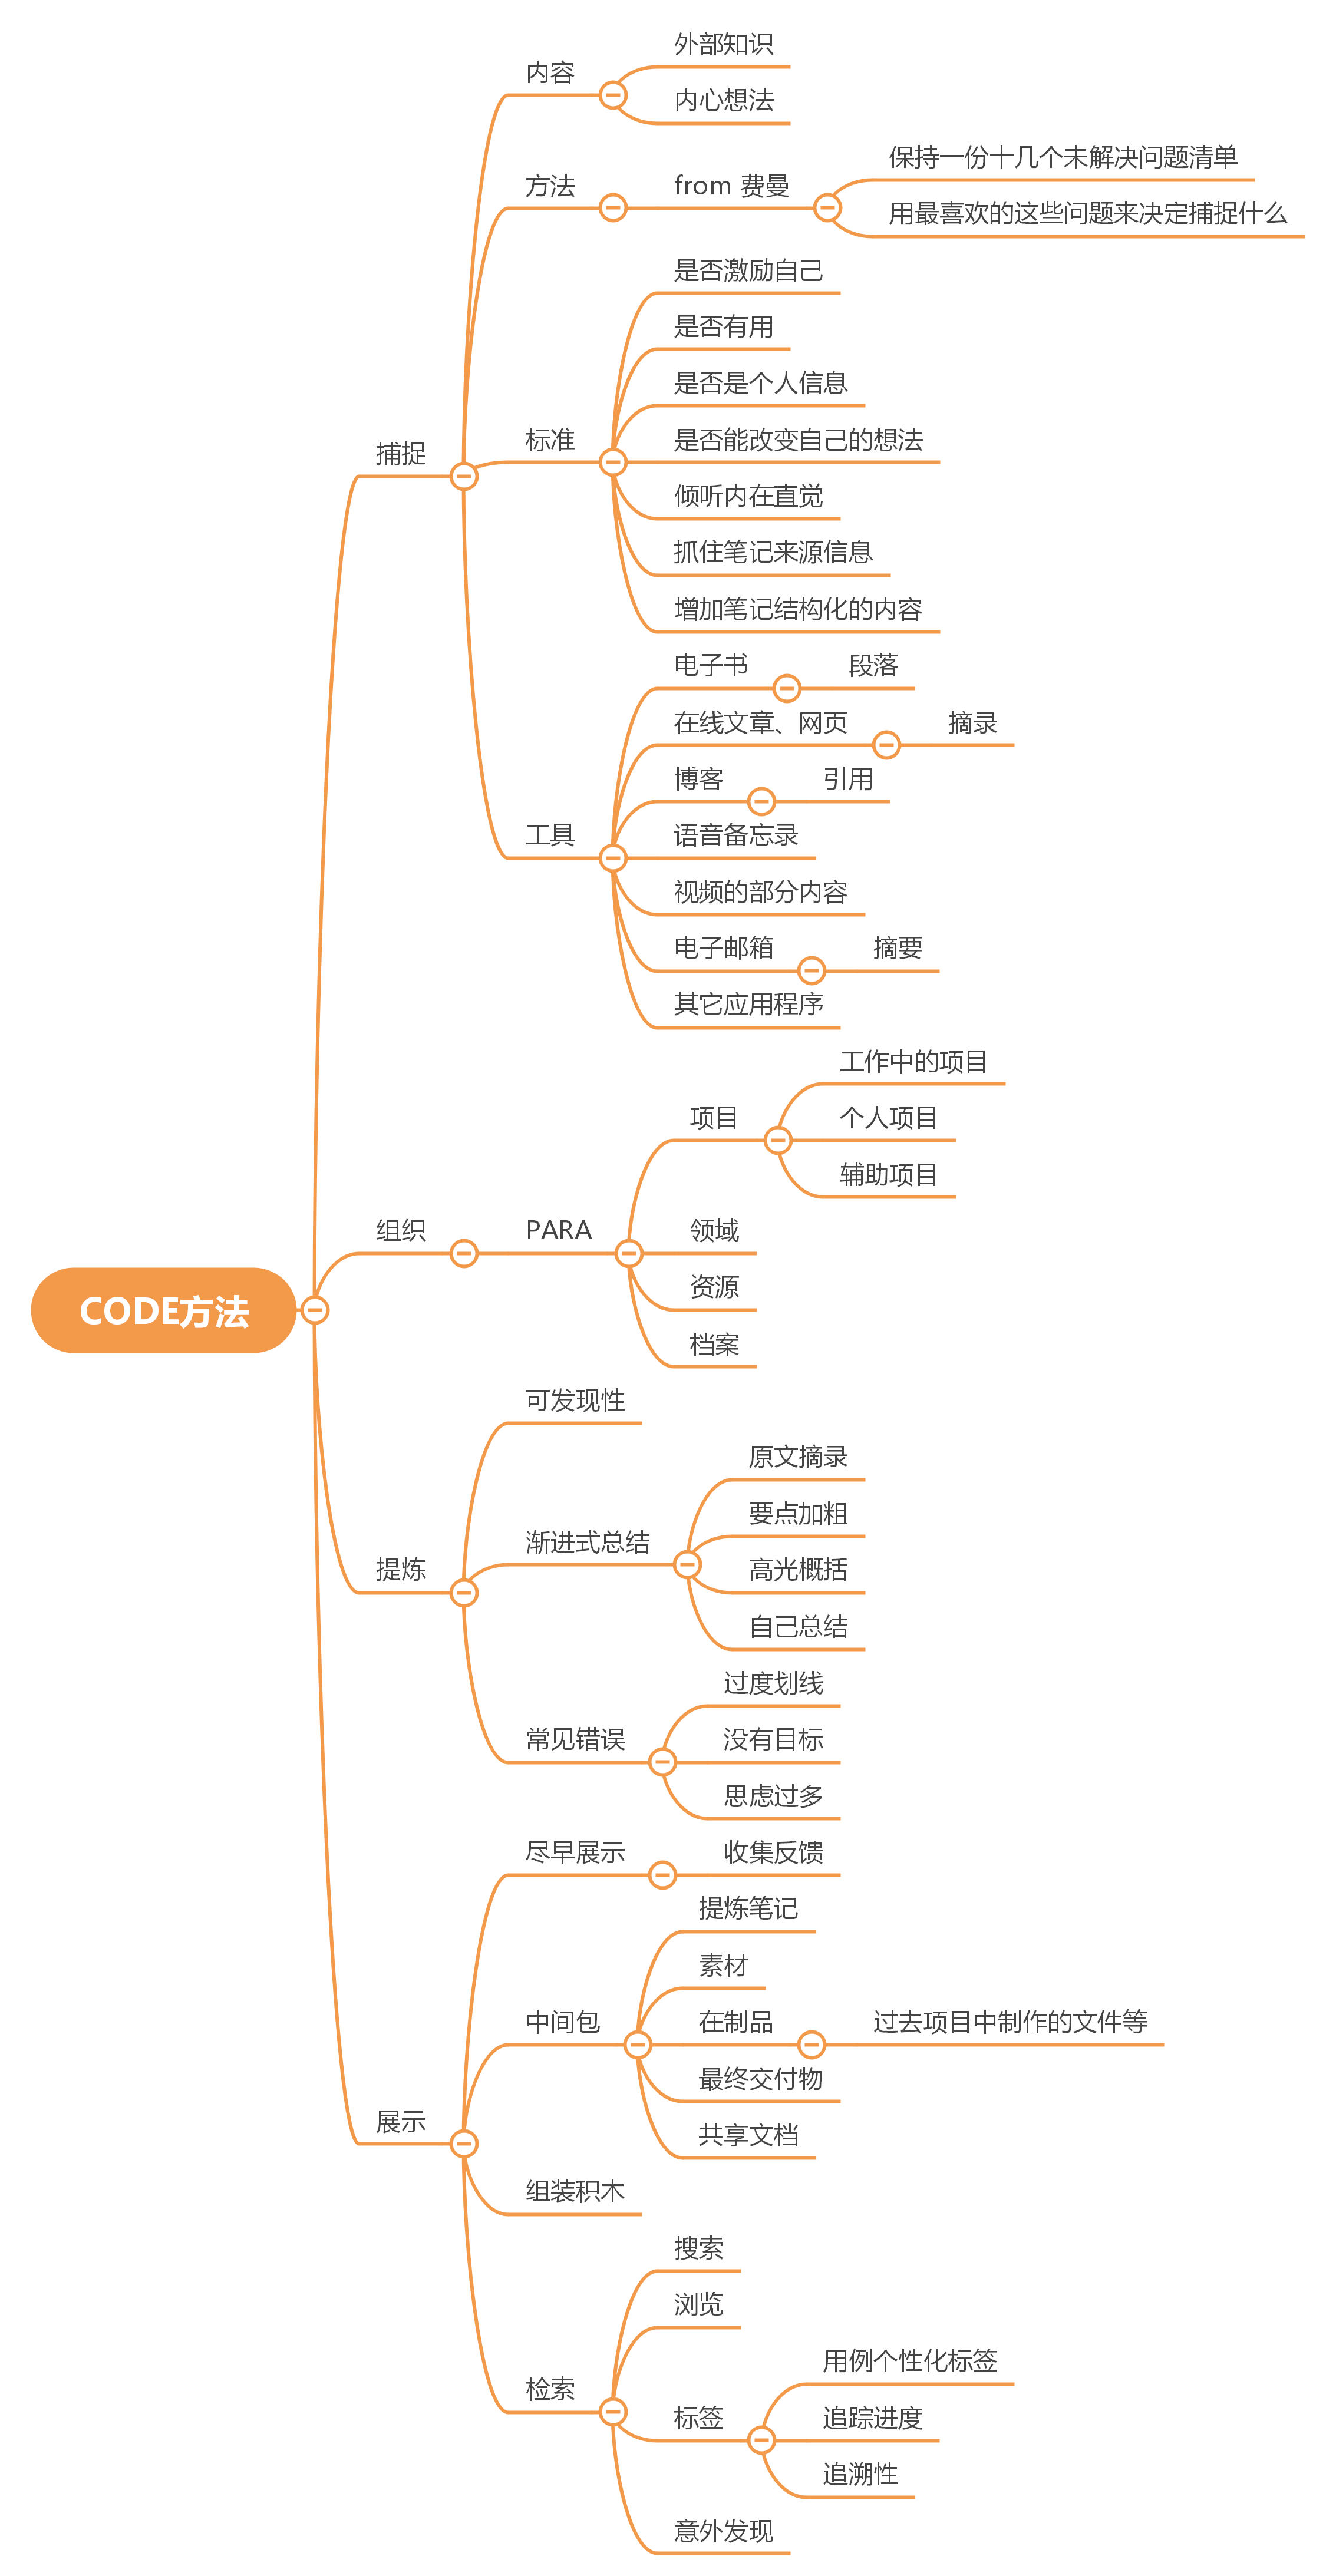 外部知识
内容
内心想法
保持一份十几个未解决问题清单
方法
from 费曼
用最喜欢的这些问题来决定捕捉什么
是否激励自己
是否有用
是否是个人信息
捕捉
标准
是否能改变自己的想法
倾听内在直觉
抓住笔记来源信息
增加笔记结构化的内容
电子书
段落
在线文章、网页
摘录
博客
引用
工具
语音备忘录
视频的部分内容
电子邮箱
摘要
其它应用程序
工作中的项目
项目
个人项目
辅助项目
组织
PARA
领域
资源
CODE方法
档案
可发现性
原文摘录
渐进式总结
要点加粗
提炼
高光概括
自己总结
过度划线
常见错误
没有目标
思虑过多
尽早展示
收集反馈
提炼笔记
素材
中间包
在制品
过去项目中制作的文件等
最终交付物
展示
共享文档
组装积木
搜索
浏览
检索
用例个性化标签
标签
追踪进度
追溯性
意外发现